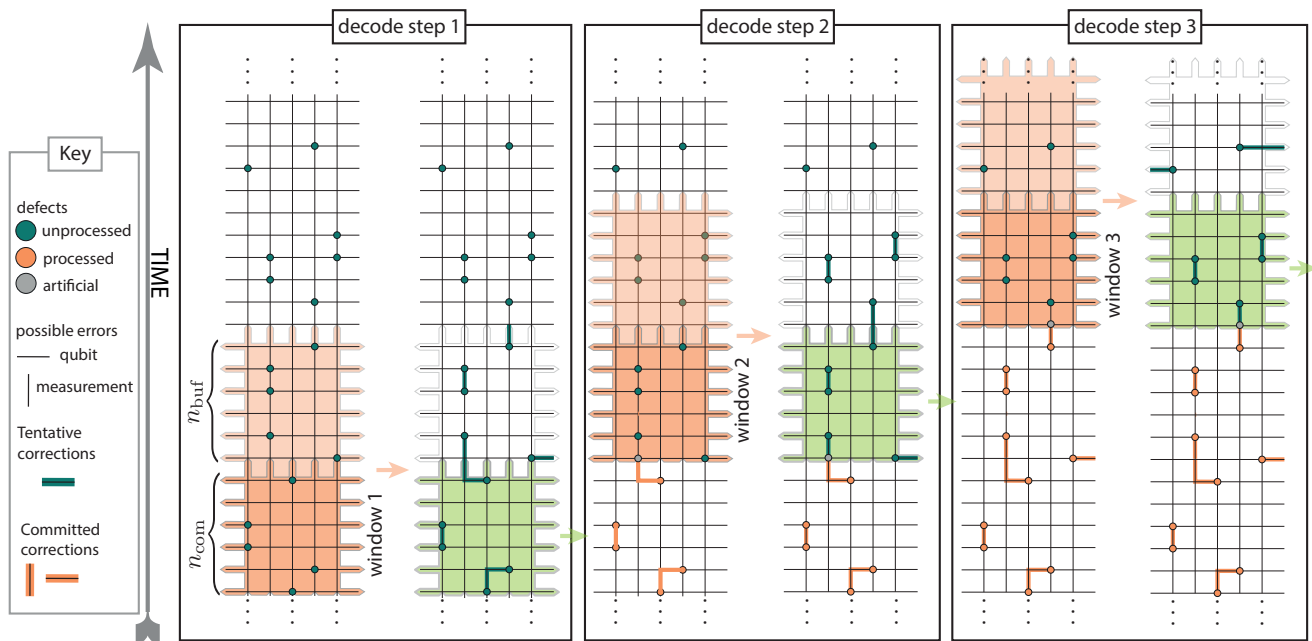 decode step 1
decode step 2
decode step 3
TIME
Key
defects
unprocessed
processed
artificial
possible errors
qubit
measurement
Tentative
corrections
Committed
corrections
n_buf
n_com
window 1
window 2
window 3